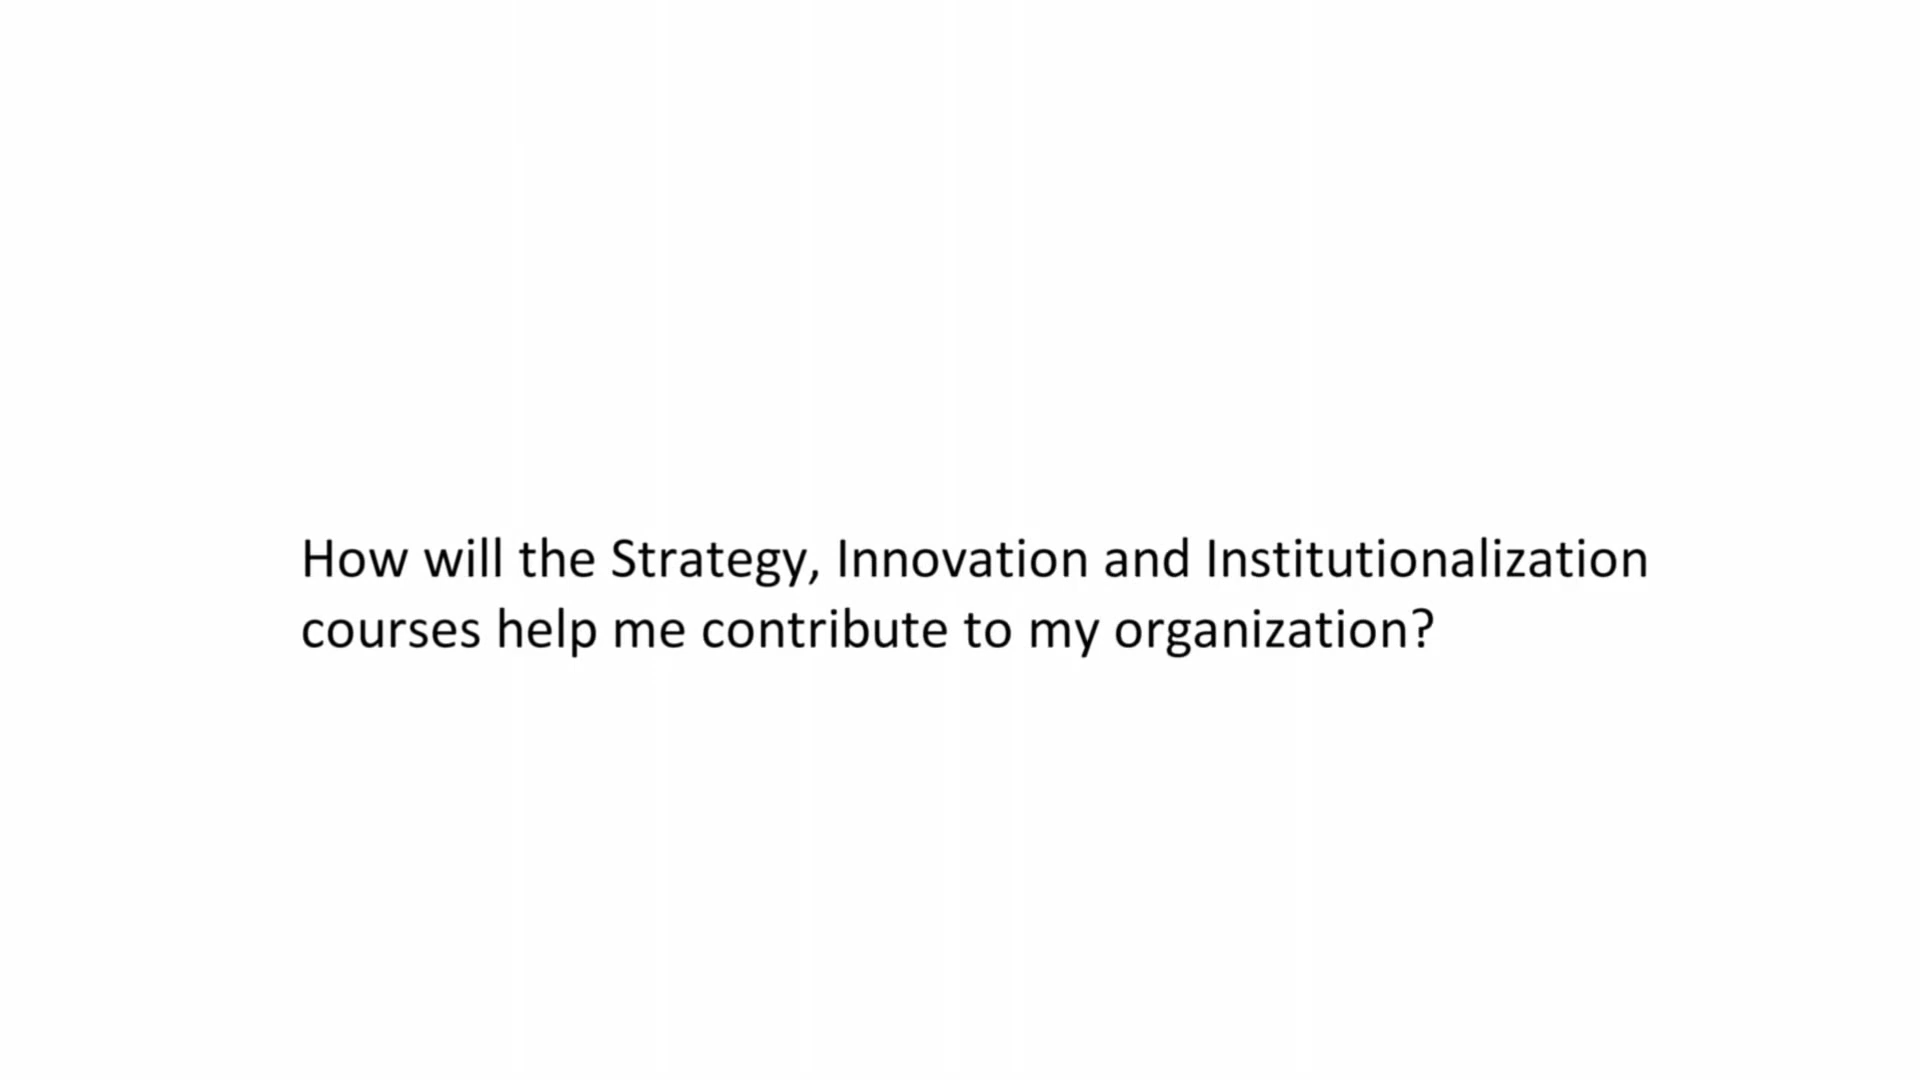 How will the Strategy, Innovation and Institutionalization
courses help me contribute to my organization?